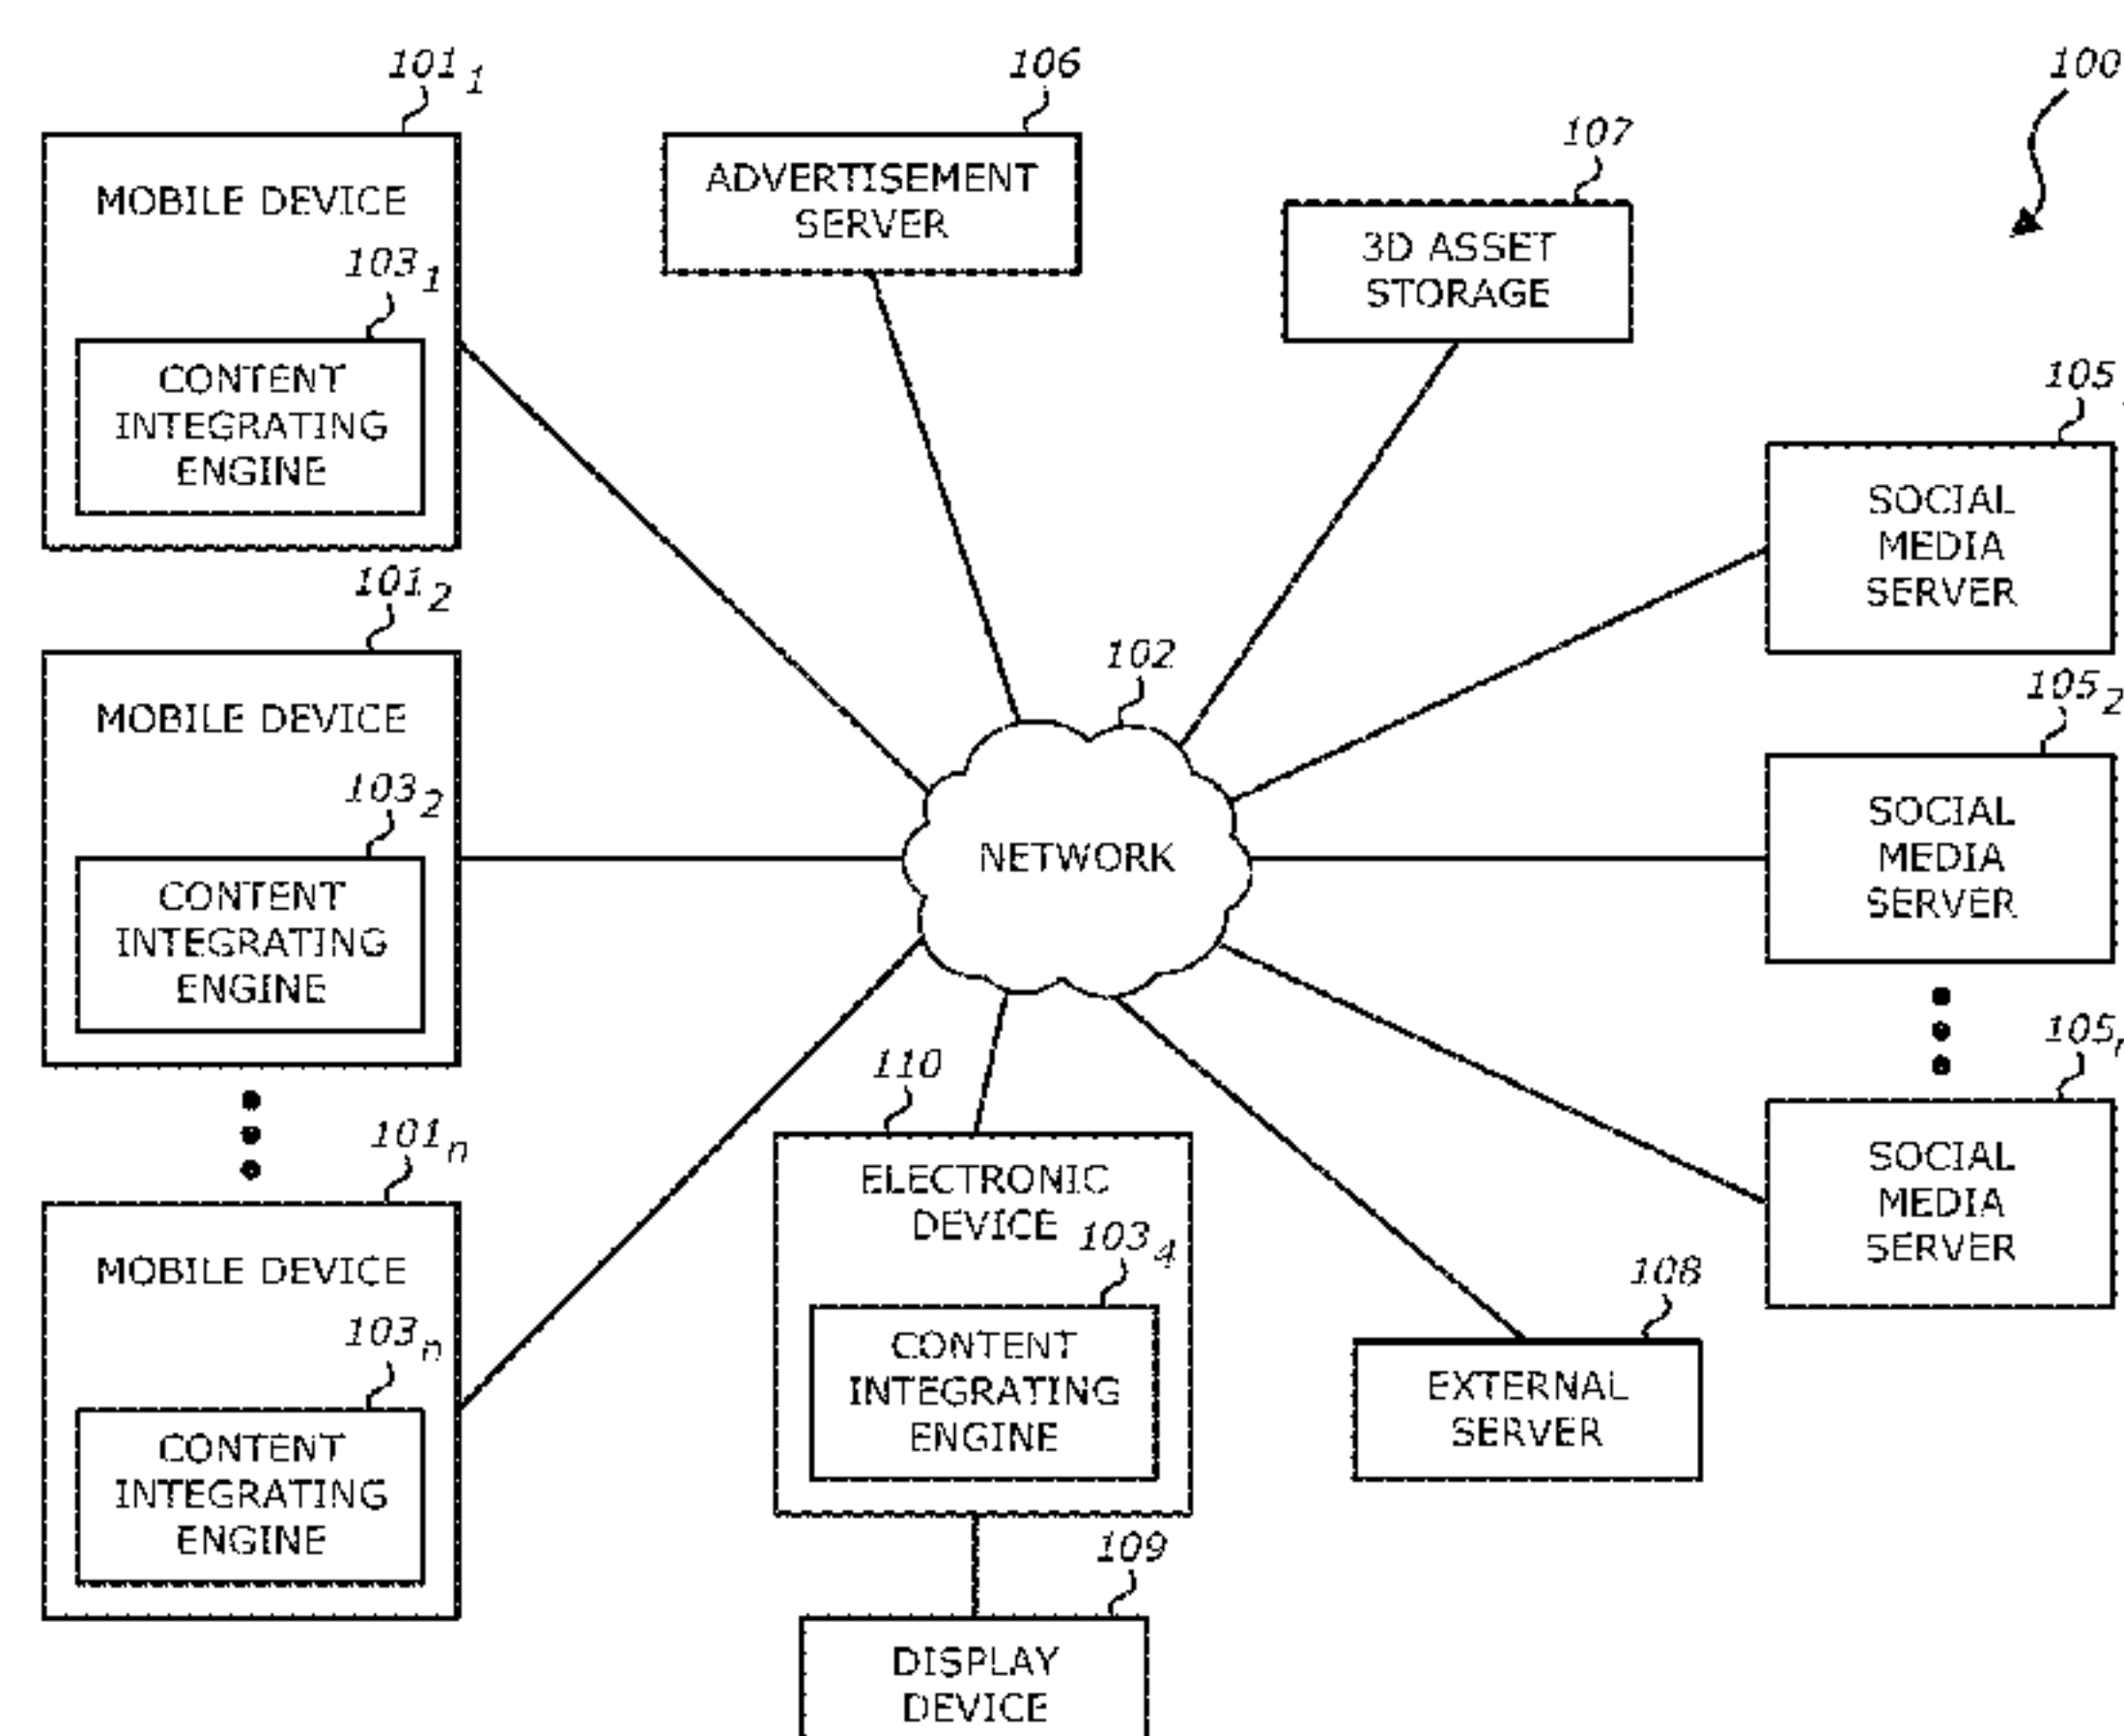 101₁
106
100
107
ADVERTISEMENT
SERVER
MOBILE DEVICE
3D ASSET
STORAGE
103₁
105
CONTENT
INTEGRATING
ENGINE
SOCIAL
MEDIA
SERVER
101₂
102
105₂
MOBILE DEVICE
103₂
SOCIAL
MEDIA
SERVER
NETWORK
CONTENT
INTEGRATING
ENGINE
105
110
101ₙ
ELECTRONIC
DEVICE
SOCIAL
MEDIA
SERVER
103₄
MOBILE DEVICE
108
103ₙ
CONTENT
INTEGRATING
ENGINE
EXTERNAL
SERVER
CONTENT
INTEGRATING
ENGINE
109
DISPLAY
DEVICE